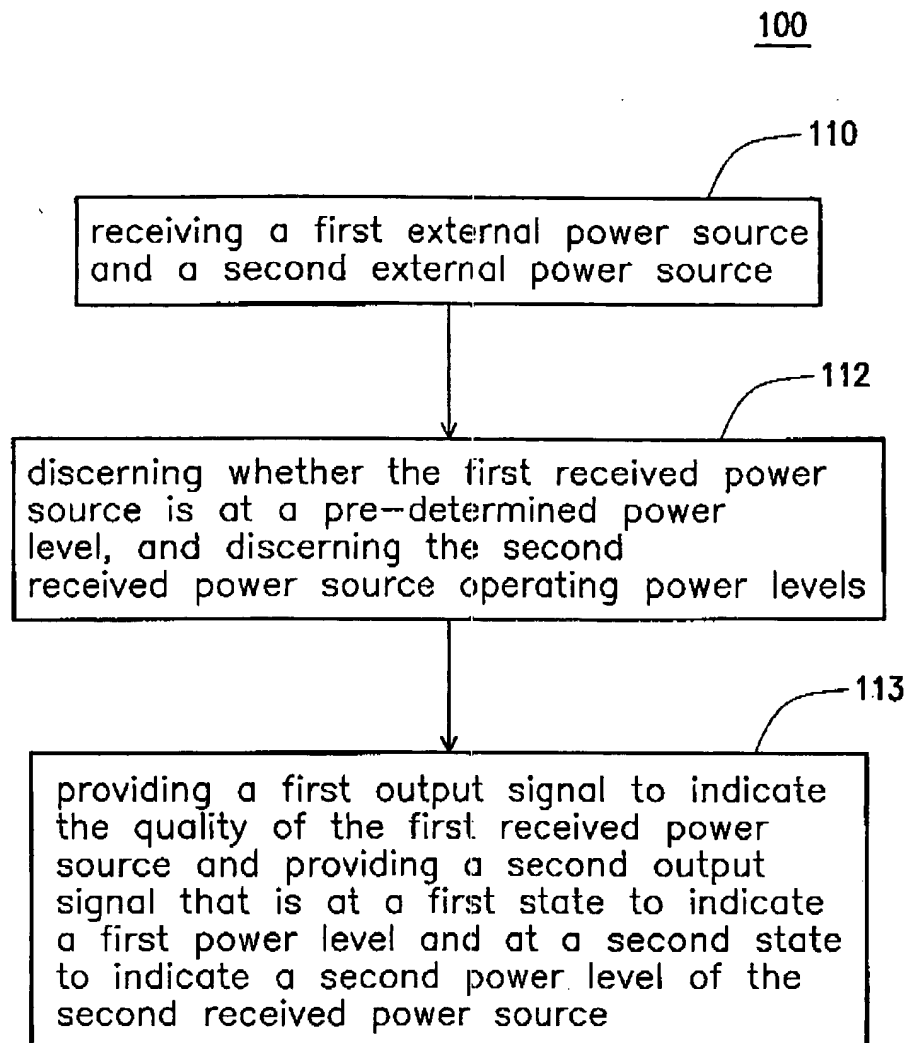 100
110
receiving a first external power source
and a second external power source
112
discerning whether the first received power
source is at a pre-determined power
level, and discerning the second
received power source operating power levels
113
providing a first output signal to indicate
the quality of the first received power
source and providing a second output
signal that is at a first state to indicate
a first power level and at a second state
to indicate a second power level of the
second received power source